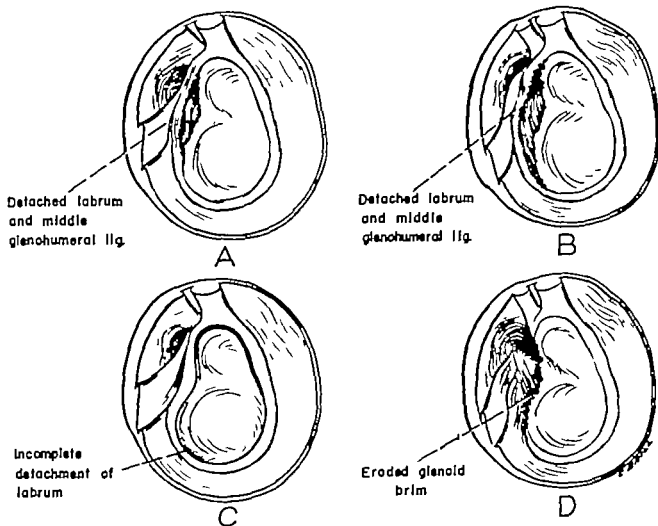 Detached labrum
and middle
glenohumeral lig.
A
Detached labrum
and middle
glenohumeral lig.
B
Incomplete
detachment of
labrum
C
Eroded glenoid
brim
D